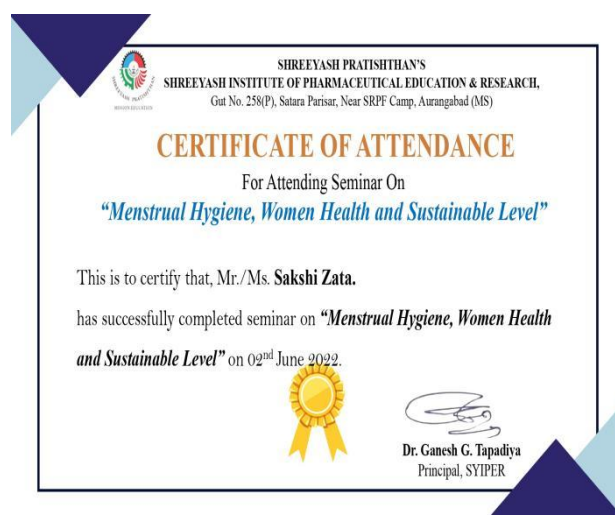 SHREEYASH PRATISHTHAN'S
SHREEYASH INSTITUTE OF PHARMACEUTICAL EDUCATION & RESEARCH,
Gut No. 258(P), Satara Parisar, Near SRPF Camp, Aurangabad (MS)
CERTIFICATE OF ATTENDANCE
For Attending Seminar On
“Menstrual Hygiene, Women Health and Sustainable Level”
This is to certify that, Mr./Ms. Sakshi Zata.
has successfully completed seminar on “Menstrual Hygiene, Women Health
and Sustainable Level” on 02nd June 2022.
Dr. Ganesh G. Tapadiya
Principal, SYIPER